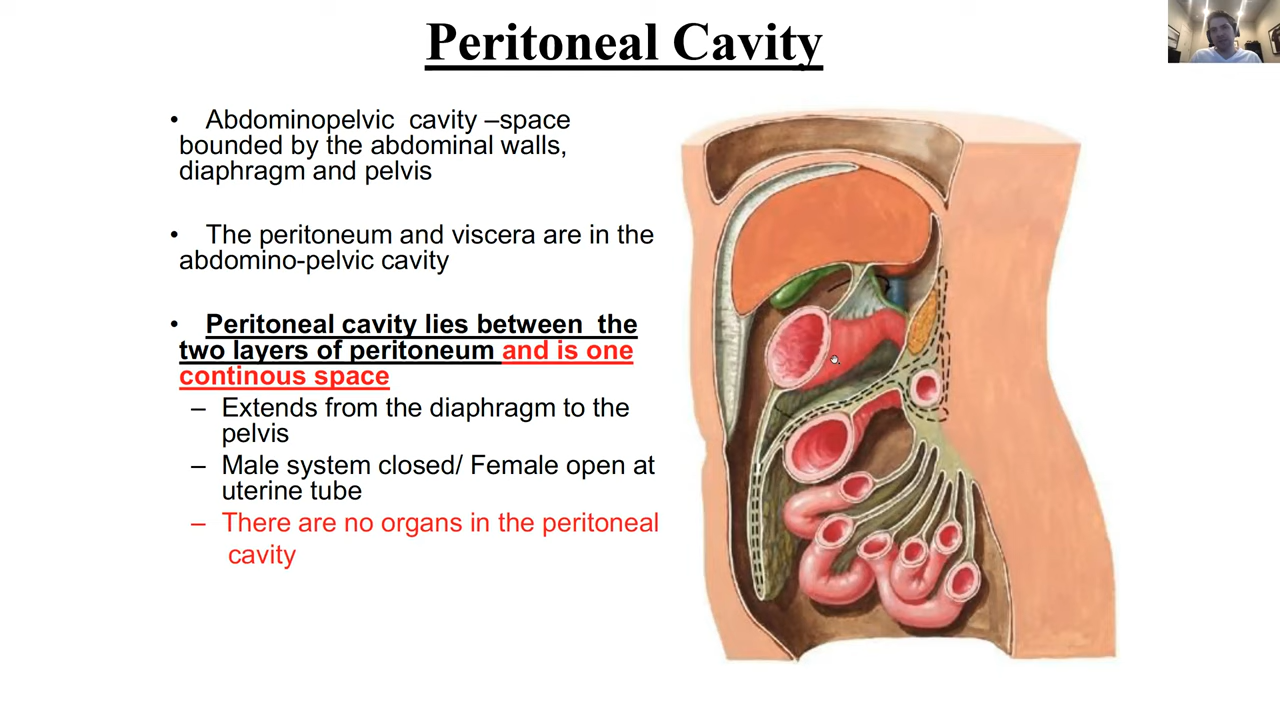 Peritoneal Cavity
• Abdominopelvic cavity –space
bounded by the abdominal walls,
diaphragm and pelvis
• The peritoneum and viscera are in the
abdomino-pelvic cavity
• Peritoneal cavity lies between the
two layers of peritoneum and is one
continous space
– Extends from the diaphragm to the
pelvis
– Male system closed/ Female open at
uterine tube
– There are no organs in the peritoneal
cavity